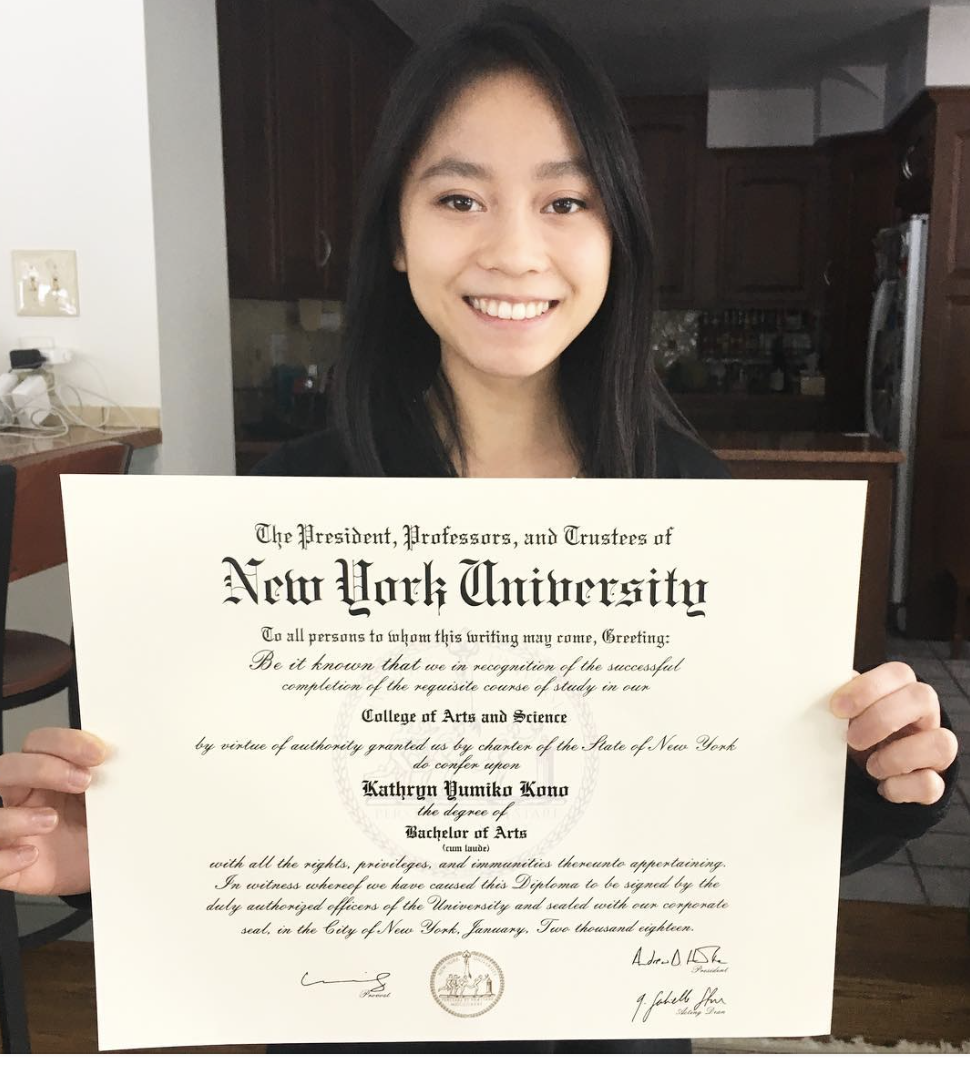 The President, Professors, and Trustees of
New York University
To all persons to whom this writing may come, Greeting:
Be it known that we in recognition of the successful
completion of the requisite course of study in our
College of Arts and Science
by virtue of authority granted us by charter of the State of New York
do confer upon
Kathryn Yumiko Kono
the degree of
Bachelor of Arts
(cum laude)
with all the rights, privileges, and immunities thereunto appertaining.
In witness whereof we have caused this Diploma to be signed by the
duly authorized officers of the University and sealed with our corporate
seal, in the City of New York, January, Two thousand eighteen.
Provost
President
Acting Dean